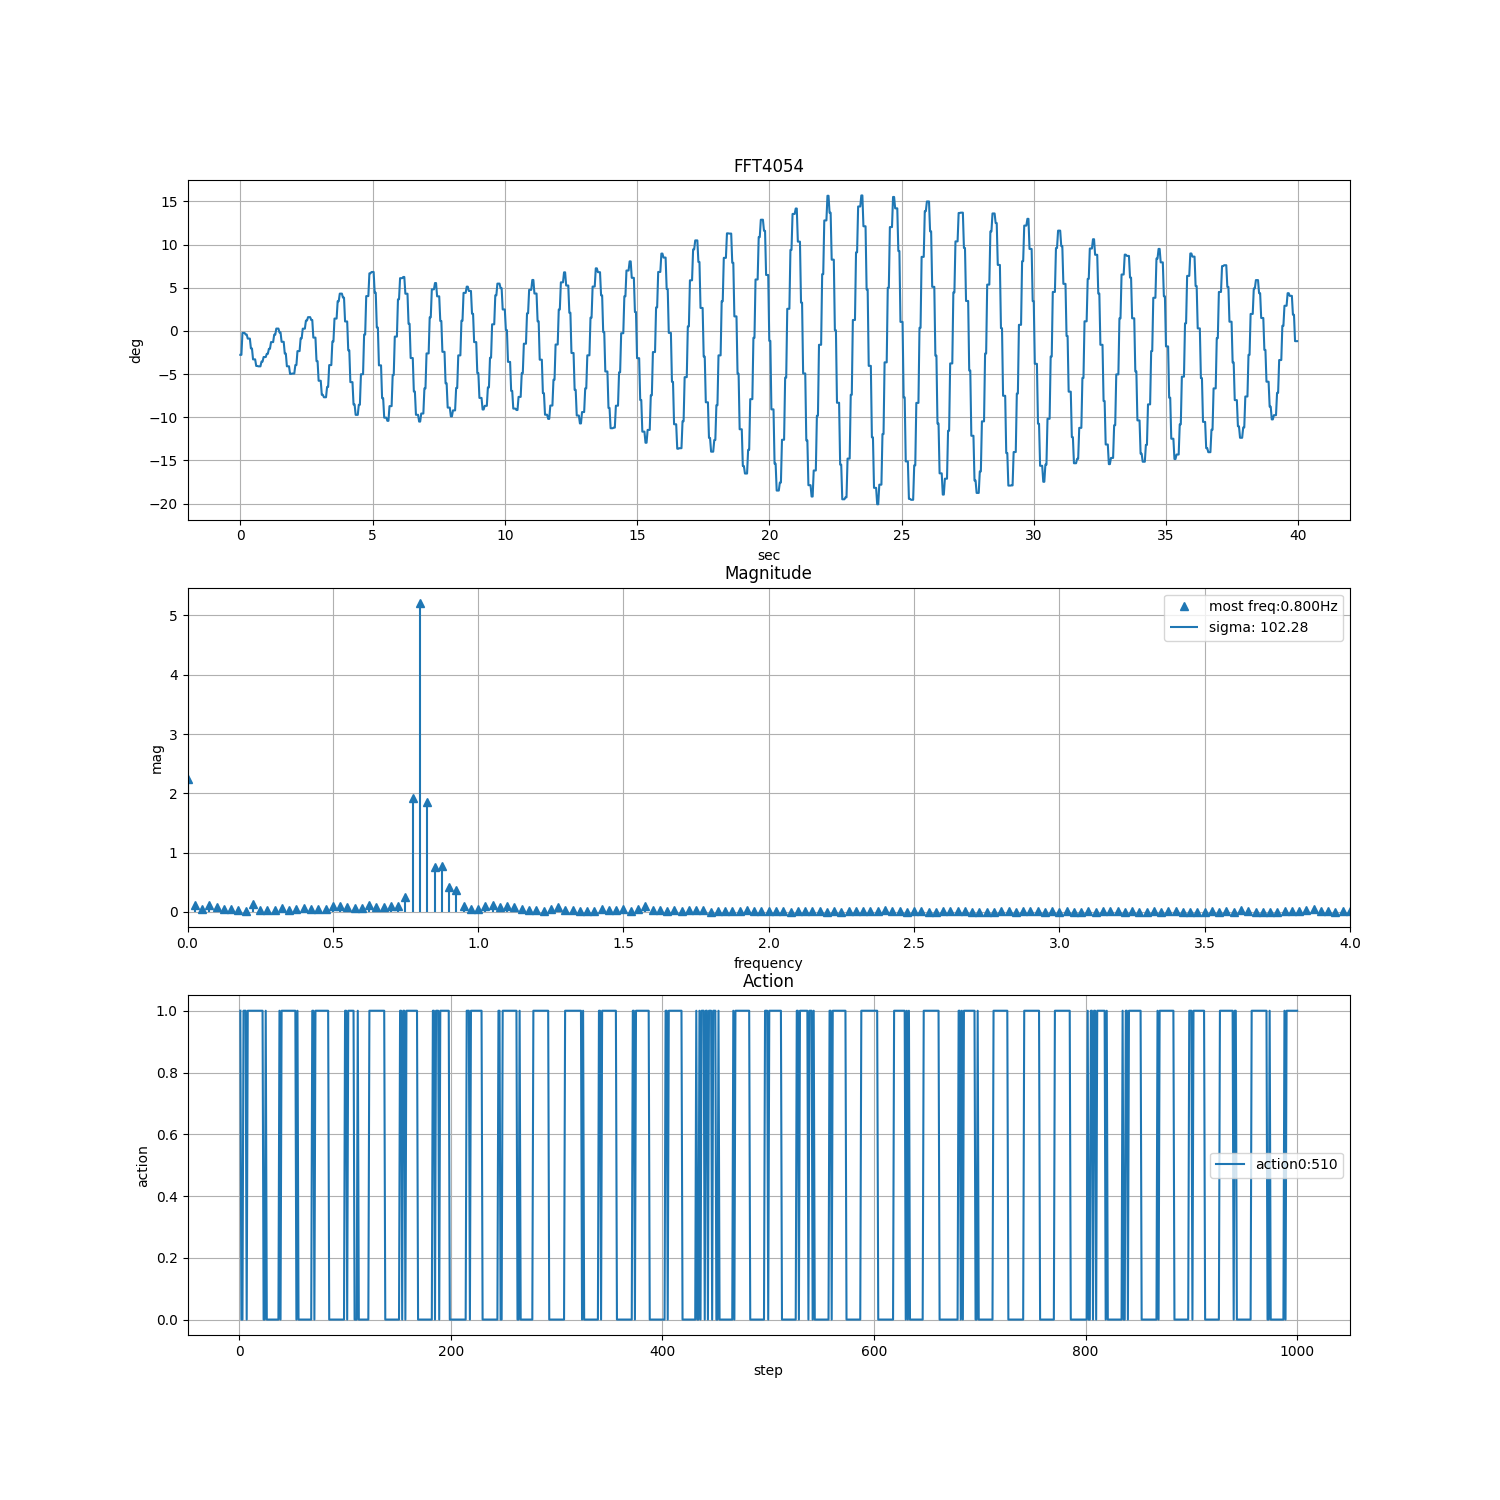 FFT4054
15
10
5
0
−5
−10
−15
−20
deg
0 5 10 15 20 25 30 35 40
sec
Magnitude
most freq:0.800Hz
sigma: 102.28
5
4
3
2
1
0
mag
0.0 0.5 1.0 1.5 2.0 2.5 3.0 3.5 4.0
frequency
Action
1.0
0.8
0.6
0.4
0.2
0.0
action
action0:510
0 200 400 600 800 1000
step